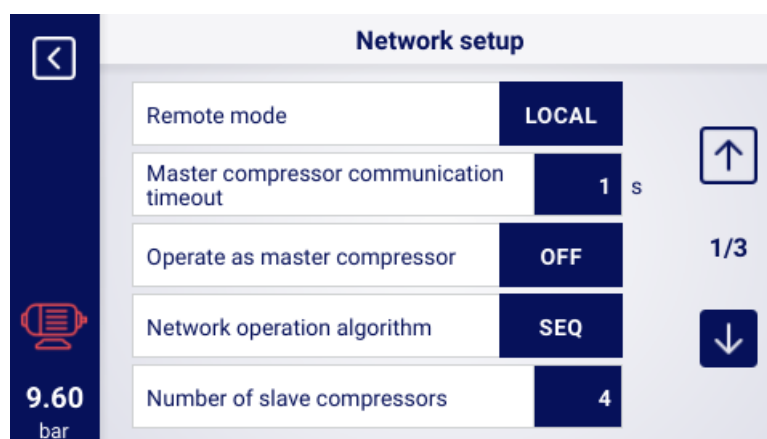 Network setup
Remote mode
LOCAL
Master compressor communication
timeout
1
s
Operate as master compressor
OFF
1/3
Network operation algorithm
SEQ
Number of slave compressors
4
9.60
bar